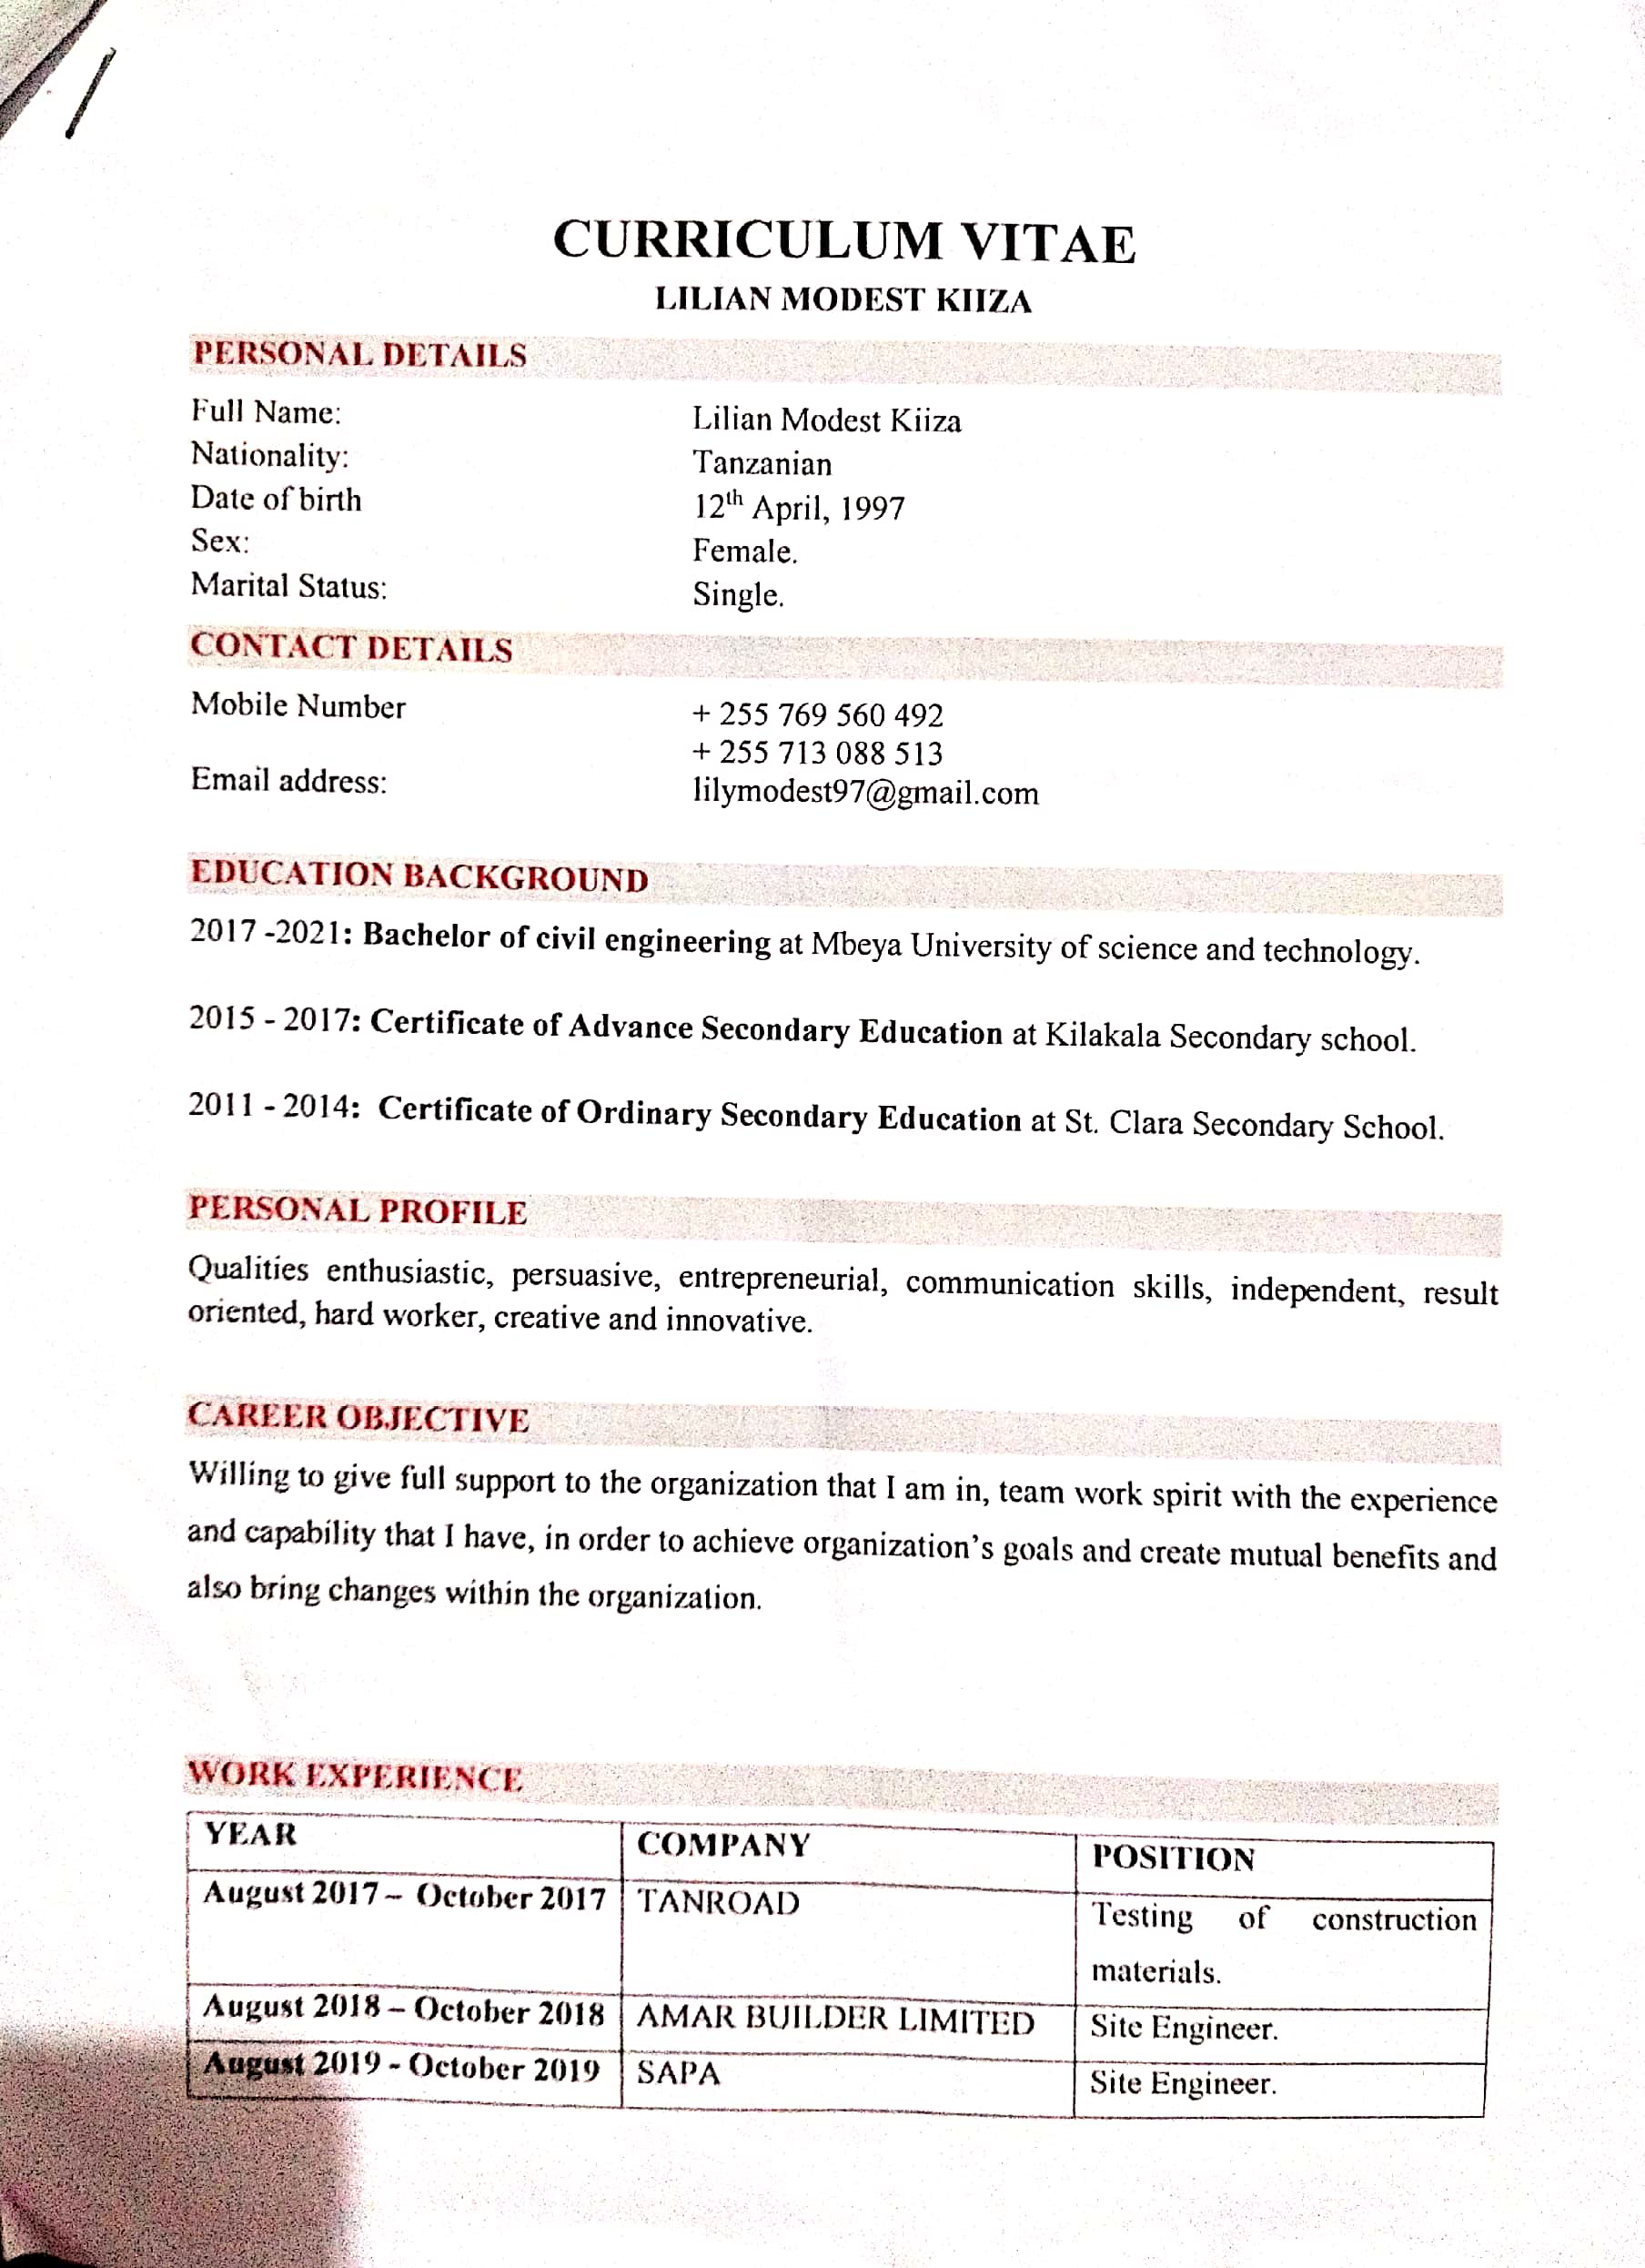 CURRICULUM VITAE
LILIAN MODEST KIIZA
PERSONAL DETAILS
Full Name: Lilian Modest Kiiza
Nationality: Tanzanian
Date of birth 12th April, 1997
Sex: Female.
Marital Status: Single.
CONTACT DETAILS
Mobile Number + 255 769 560 492
+ 255 713 088 513
Email address: lilymodest97@gmail.com
EDUCATION BACKGROUND
2017 -2021: Bachelor of civil engineering at Mbeya University of science and technology.
2015 - 2017: Certificate of Advance Secondary Education at Kilakala Secondary school.
2011 - 2014: Certificate of Ordinary Secondary Education at St. Clara Secondary School.
PERSONAL PROFILE
Qualities enthusiastic, persuasive, entrepreneurial, communication skills, independent, result
oriented, hard worker, creative and innovative.
CAREER OBJECTIVE
Willing to give full support to the organization that I am in, team work spirit with the experience
and capability that I have, in order to achieve organization's goals and create mutual benefits and
also bring changes within the organization.
WORK EXPERIENCE
YEAR COMPANY POSITION
August 2017 – October 2017 TANROAD Testing of construction
materials.
August 2018 – October 2018 AMAR BUILDER LIMITED Site Engineer.
August 2019 - October 2019 SAPA Site Engineer.